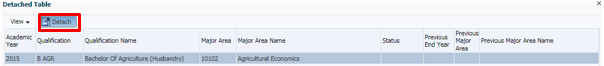 Detached Table
View Detach
Academic Year Qualification Qualification Name Major Area Major Area Name Status Previous End Year Previous Major Area Previous Major Area Name
2015 B AGR Bachelor Of Agriculture (Husbandry) 10102 Agricultural Economics